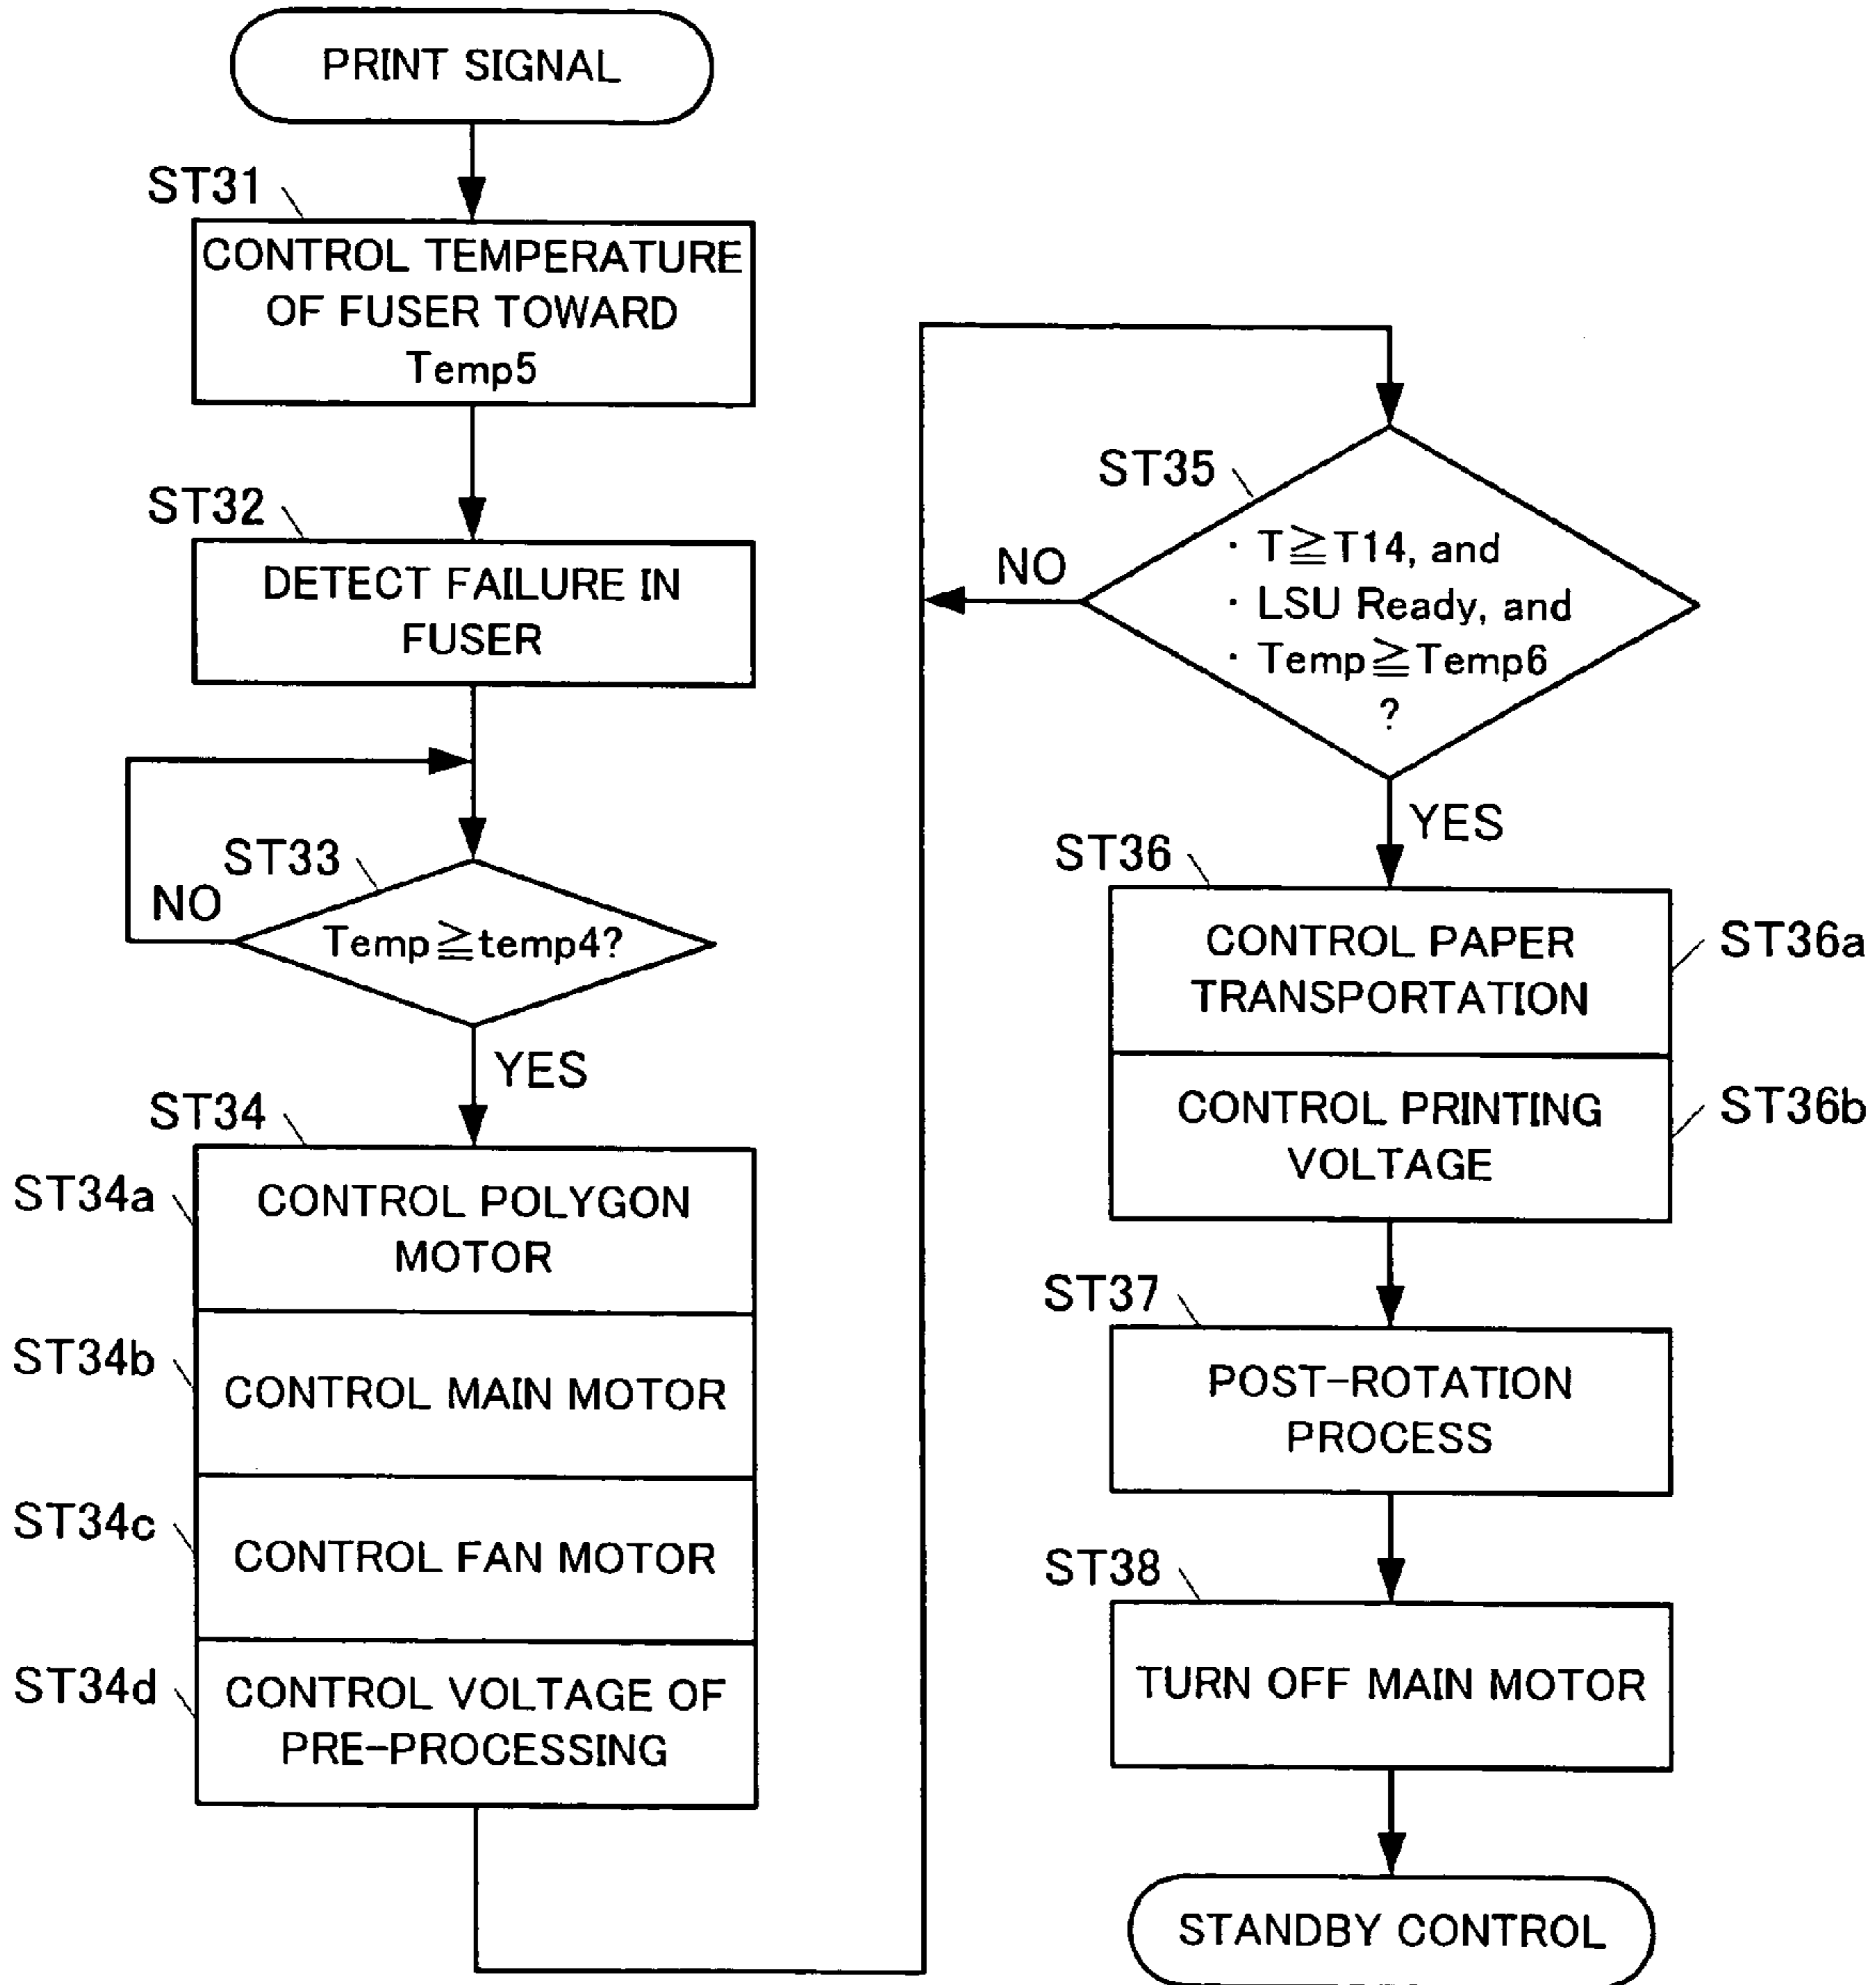 PRINT SIGNAL
ST31
CONTROL TEMPERATURE
OF FUSER TOWARD
Temp5
ST32
DETECT FAILURE IN
FUSER
ST33
NO
Temp≧temp4?
YES
ST34
ST34a
CONTROL POLYGON
MOTOR
ST34b
CONTROL MAIN MOTOR
ST34c
CONTROL FAN MOTOR
ST34d
CONTROL VOLTAGE OF
PRE-PROCESSING
ST35
NO
· T≧T14, and
· LSU Ready, and
· Temp≧Temp6
?
YES
ST36
CONTROL PAPER
TRANSPORTATION
ST36a
CONTROL PRINTING
VOLTAGE
ST36b
ST37
POST-ROTATION
PROCESS
ST38
TURN OFF MAIN MOTOR
STANDBY CONTROL